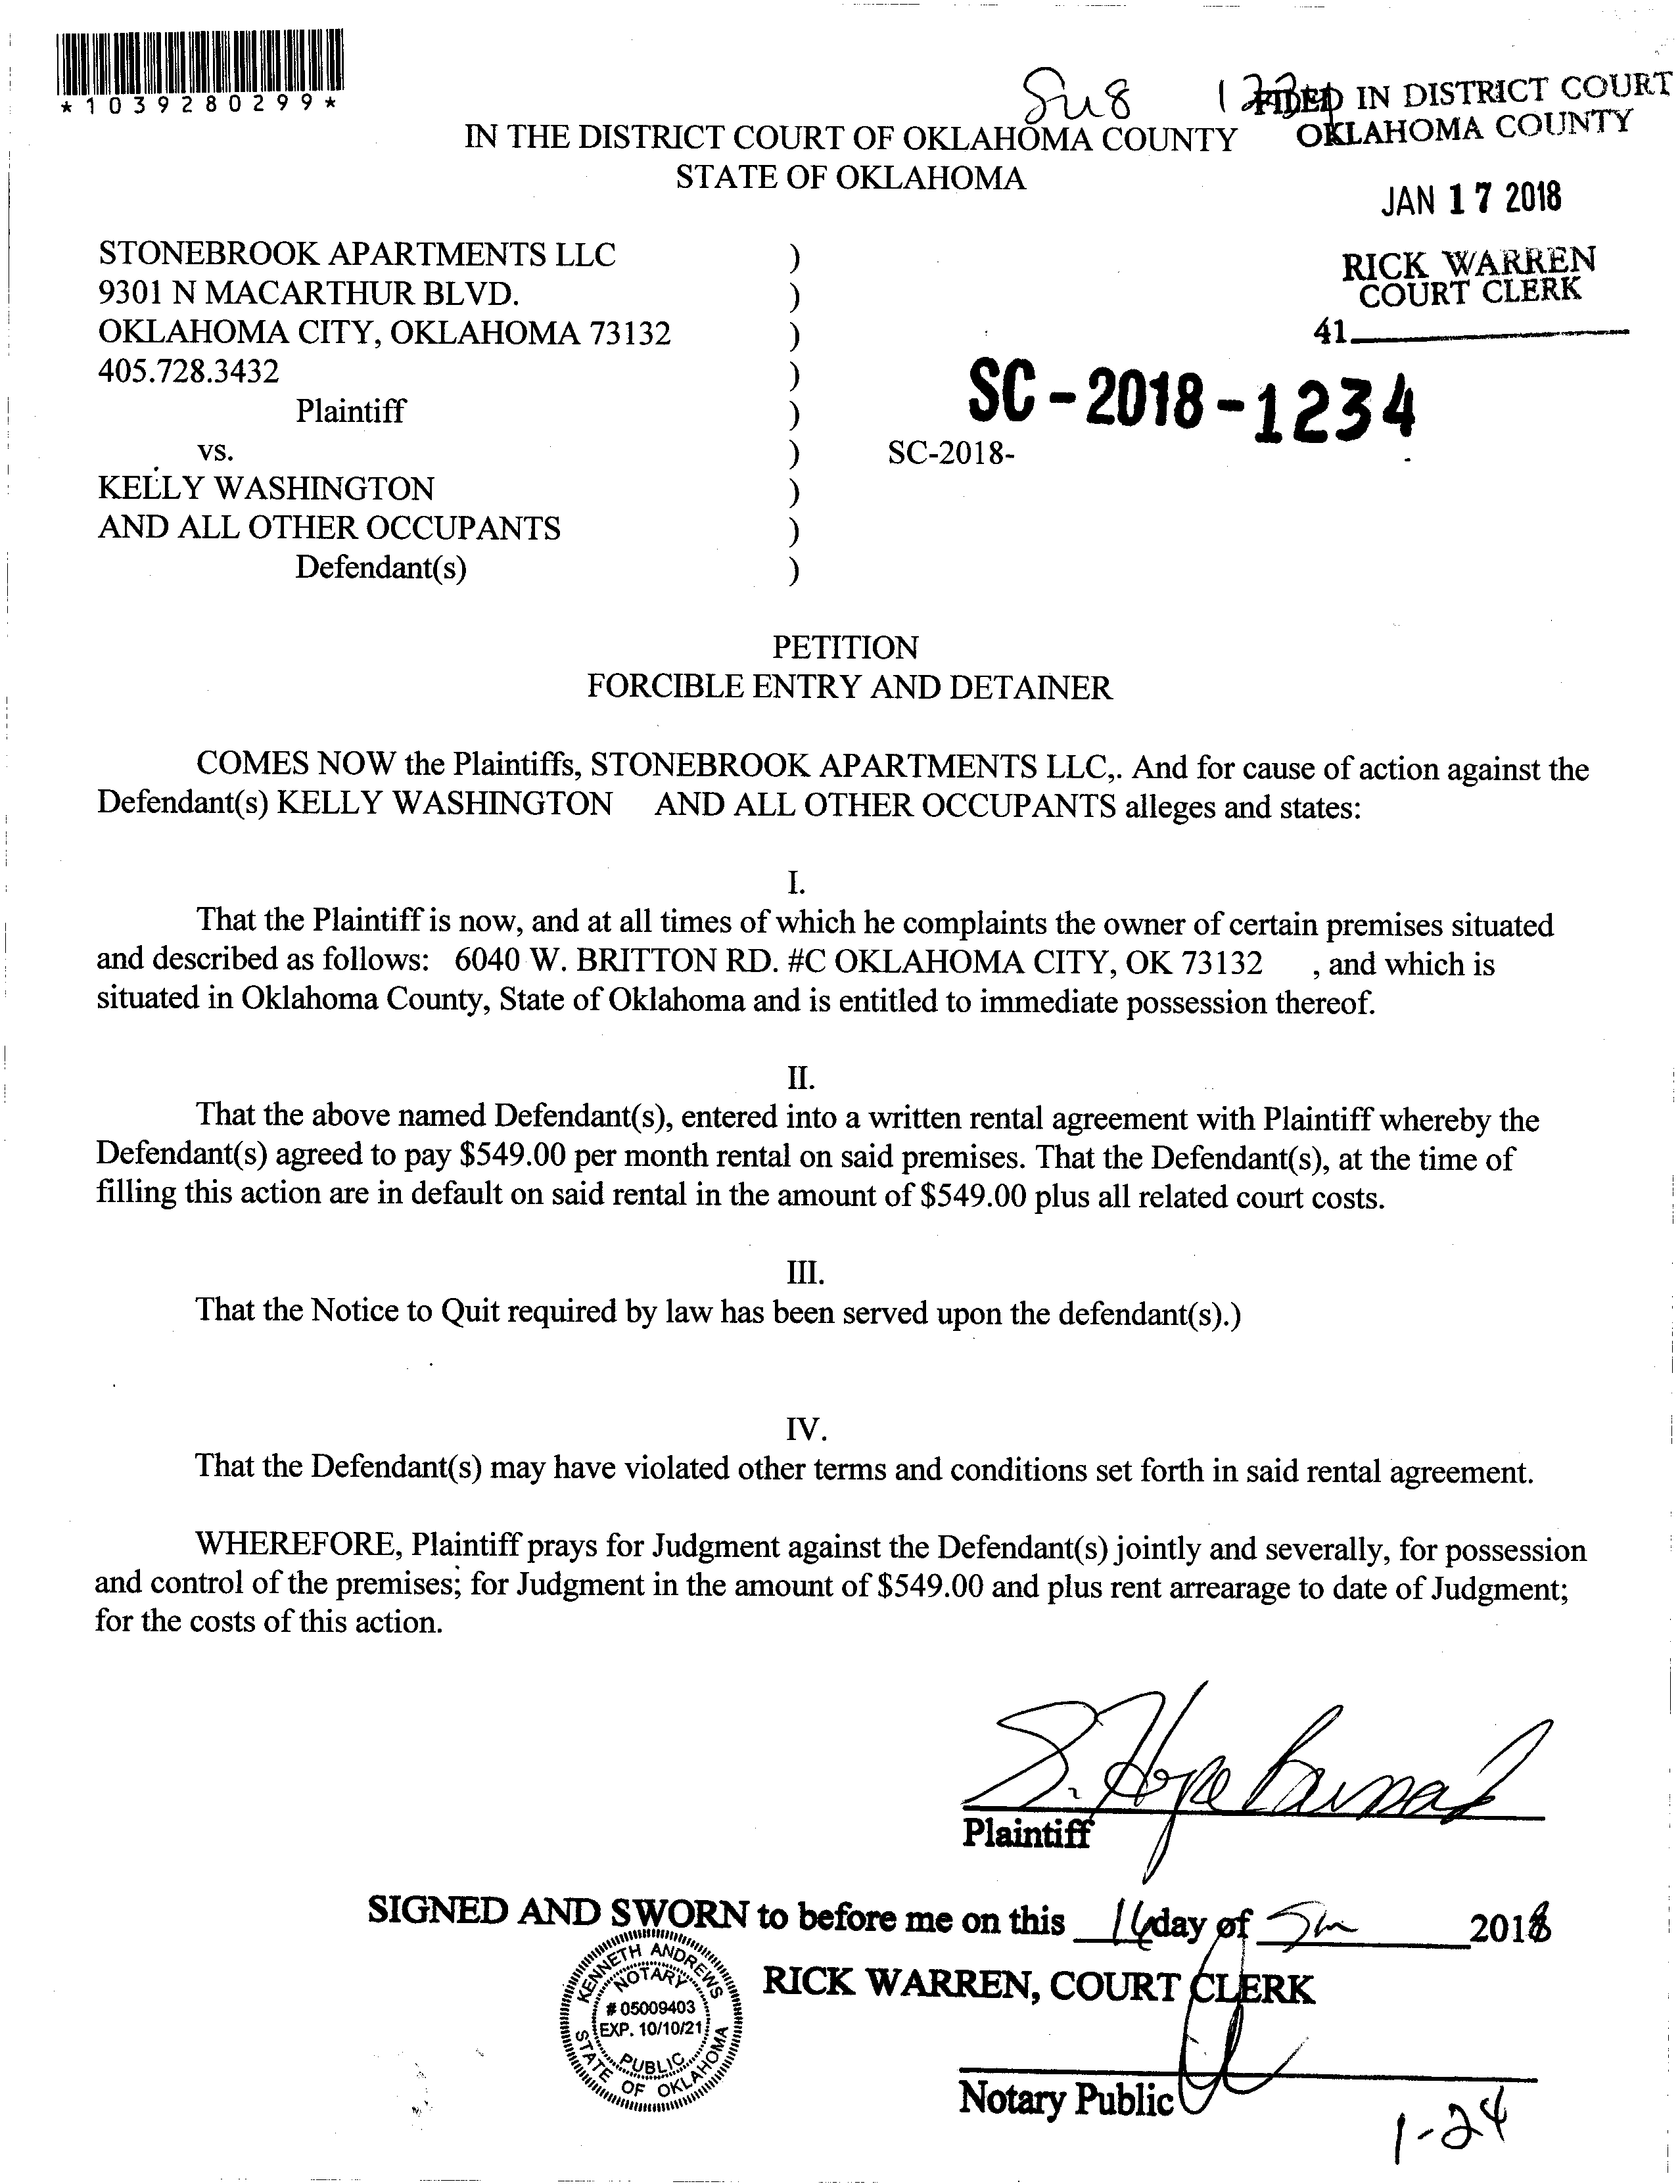 *1039280299*
Sub
FILED IN DISTRICT COURT
OKLAHOMA COUNTY
IN THE DISTRICT COURT OF OKLAHOMA COUNTY
STATE OF OKLAHOMA
JAN 17 2018
RICK WARREN
COURT CLERK
41
STONEBROOK APARTMENTS LLC )
9301 N MACARTHUR BLVD. )
OKLAHOMA CITY, OKLAHOMA 73132 )
405.728.3432 )
Plaintiff )
SC-2018-1234
vs. ) SC-2018-
KELLY WASHINGTON )
AND ALL OTHER OCCUPANTS )
Defendant(s) )
PETITION
FORCIBLE ENTRY AND DETAINER
COMES NOW the Plaintiffs, STONEBROOK APARTMENTS LLC,. And for cause of action against the
Defendant(s) KELLY WASHINGTON AND ALL OTHER OCCUPANTS alleges and states:
I.
That the Plaintiff is now, and at all times of which he complaints the owner of certain premises situated
and described as follows: 6040 W. BRITTON RD. #C OKLAHOMA CITY, OK 73132 , and which is
situated in Oklahoma County, State of Oklahoma and is entitled to immediate possession thereof.
II.
That the above named Defendant(s), entered into a written rental agreement with Plaintiff whereby the
Defendant(s) agreed to pay $549.00 per month rental on said premises. That the Defendant(s), at the time of
filling this action are in default on said rental in the amount of $549.00 plus all related court costs.
III.
That the Notice to Quit required by law has been served upon the defendant(s).)
IV.
That the Defendant(s) may have violated other terms and conditions set forth in said rental agreement.
WHEREFORE, Plaintiff prays for Judgment against the Defendant(s) jointly and severally, for possession
and control of the premises; for Judgment in the amount of $549.00 and plus rent arrearage to date of Judgment;
for the costs of this action.
S. Hope
Plaintiff
SIGNED AND SWORN to before me on this day of 2018
KENNETH ANDREWS
NOTARY
# 05009403
EXP. 10/10/21
PUBLIC
STATE OF OKLAHOMA
RICK WARREN, COURT CLERK
Notary Public
1-24